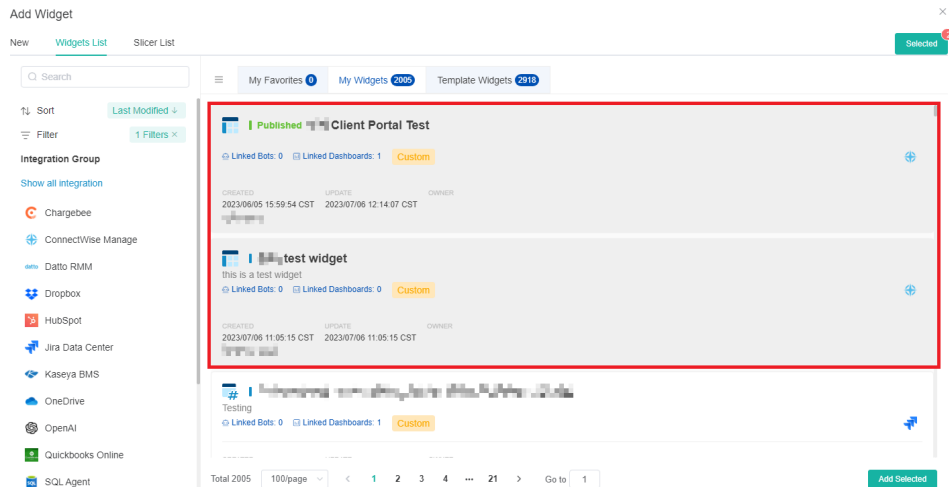 Add Widget
New Widgets List Slicer List
Selected
Search
My Favorites 0 My Widgets 2005 Template Widgets 2918
Sort Last Modified ↓
Filter 1 Filters ×
Integration Group
Show all integration
Chargebee
ConnectWise Manage
datto Datto RMM
Dropbox
HubSpot
Jira Data Center
Kaseya BMS
OneDrive
OpenAI
Quickbooks Online
SQL Agent
Published Client Portal Test
Linked Bots: 0 Linked Dashboards: 1 Custom
CREATED UPDATE OWNER
2023/06/05 15:59:54 CST 2023/07/06 12:14:07 CST
test widget
this is a test widget
Linked Bots: 0 Linked Dashboards: 0 Custom
CREATED UPDATE OWNER
2023/07/06 11:05:15 CST 2023/07/06 11:05:15 CST
Testing
Linked Bots: 0 Linked Dashboards: 1 Custom
Total 2005 100/page < 1 2 3 4 ... 21 > Go to 1
Add Selected